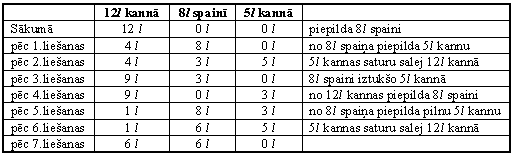 12l kannā 8l spainī 5l kannā
Sākumā 12 l 0 l 0 l piepilda 8l spaini
pēc 1.liešanas 4 l 8 l 0 l no 8l spaiņa piepilda 5l kannu
pēc 2.liešanas 4 l 3 l 5 l 5l kannas saturu salej 12l kannā
pēc 3.liešanas 9 l 3 l 0 l 8l spaini iztukšo 5l kannā
pēc 4.liešanas 9 l 0 l 3 l no 12l kannas piepilda 8l spaini
pēc 5.liešanas 1 l 8 l 3 l no 8l spaiņa piepilda pilnu 5l kannu
pēc 6.liešanas 1 l 6 l 5 l 5l kannas saturu salej 12l kannā
pēc 7.liešanas 6 l 6 l 0 l